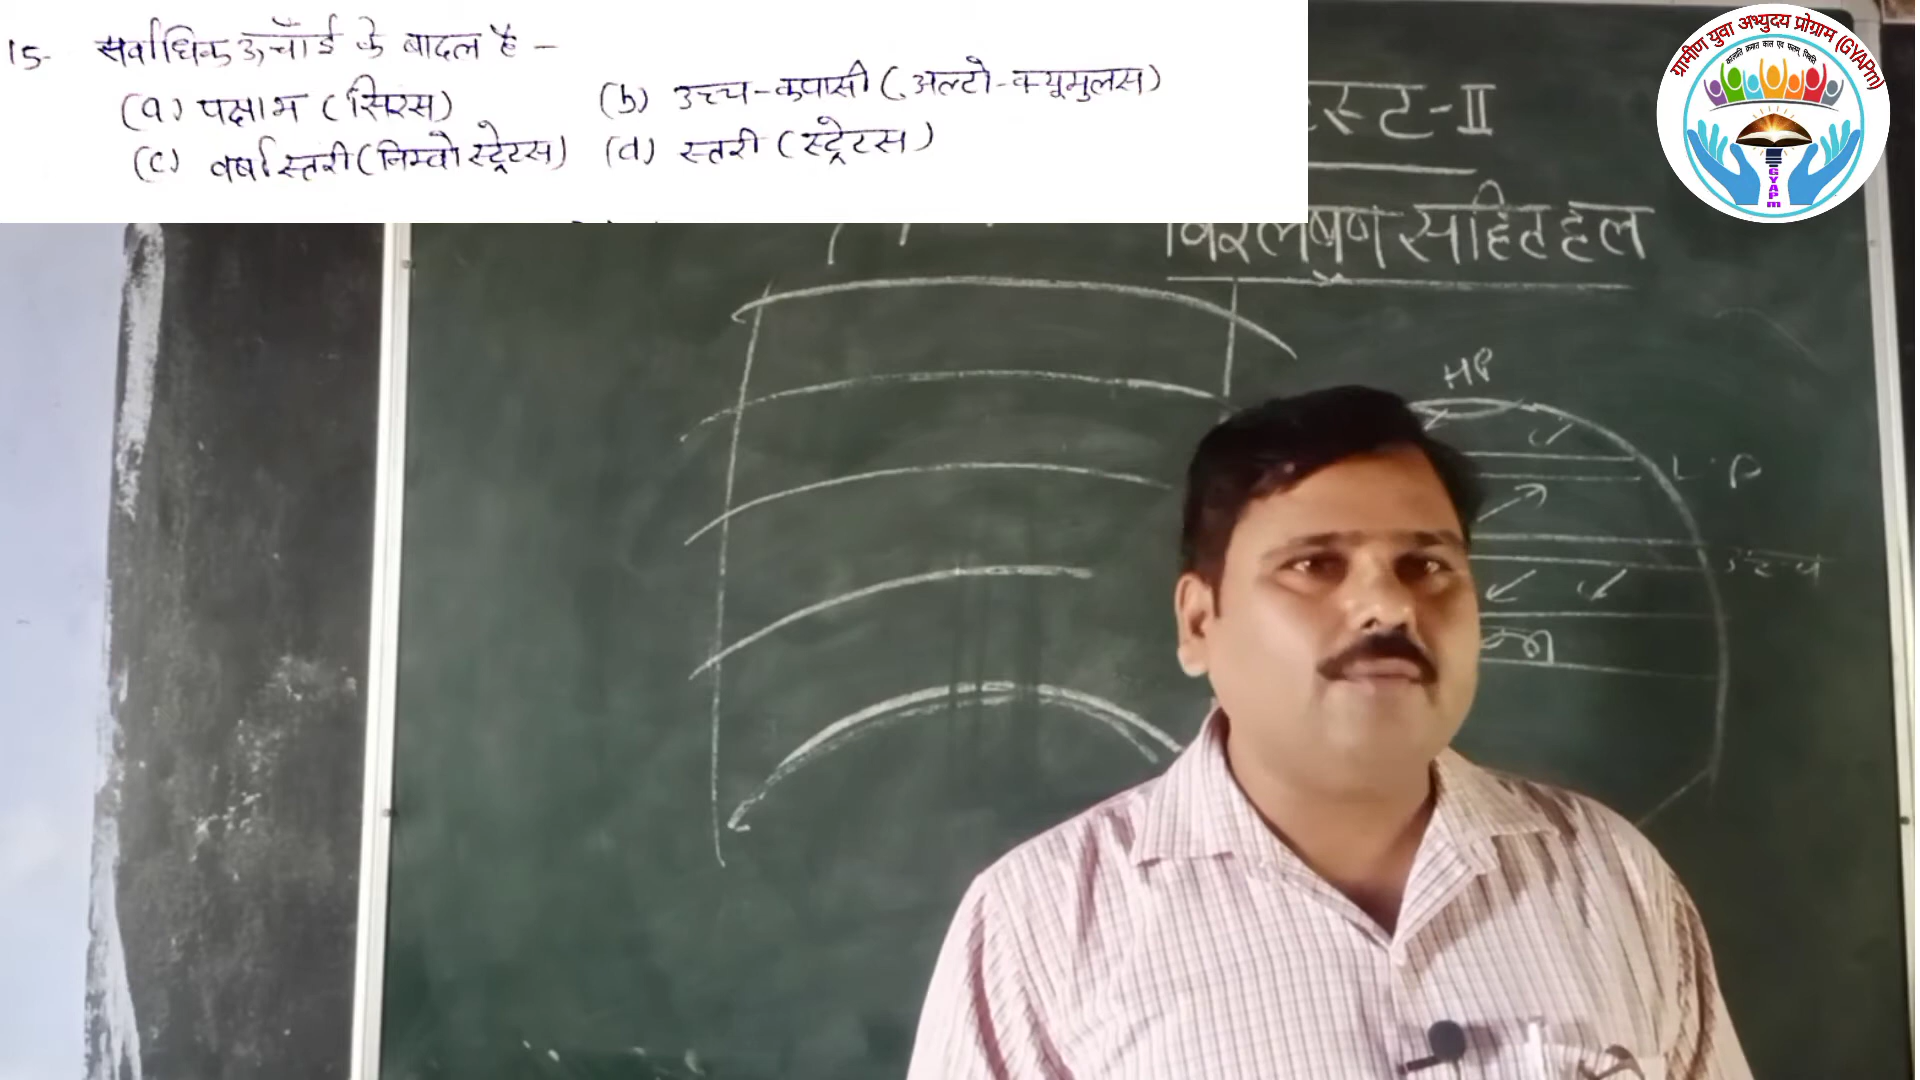 15- सर्वाधिक ऊँचाई के बादल है –
(a) पक्षाभ (सिरस) (b) उच्च-कपासी (अल्टो-क्यूमुलस)
(c) वर्षास्तरी (निम्वो स्ट्रेटस) (d) स्तरी (स्ट्रेटस)
ग्रामीण युवा अभ्युदय प्रोग्राम (GYAPm)
GYAPm
स्ट-II
विश्लेषण सहित हल
HP
L.P
उच्च